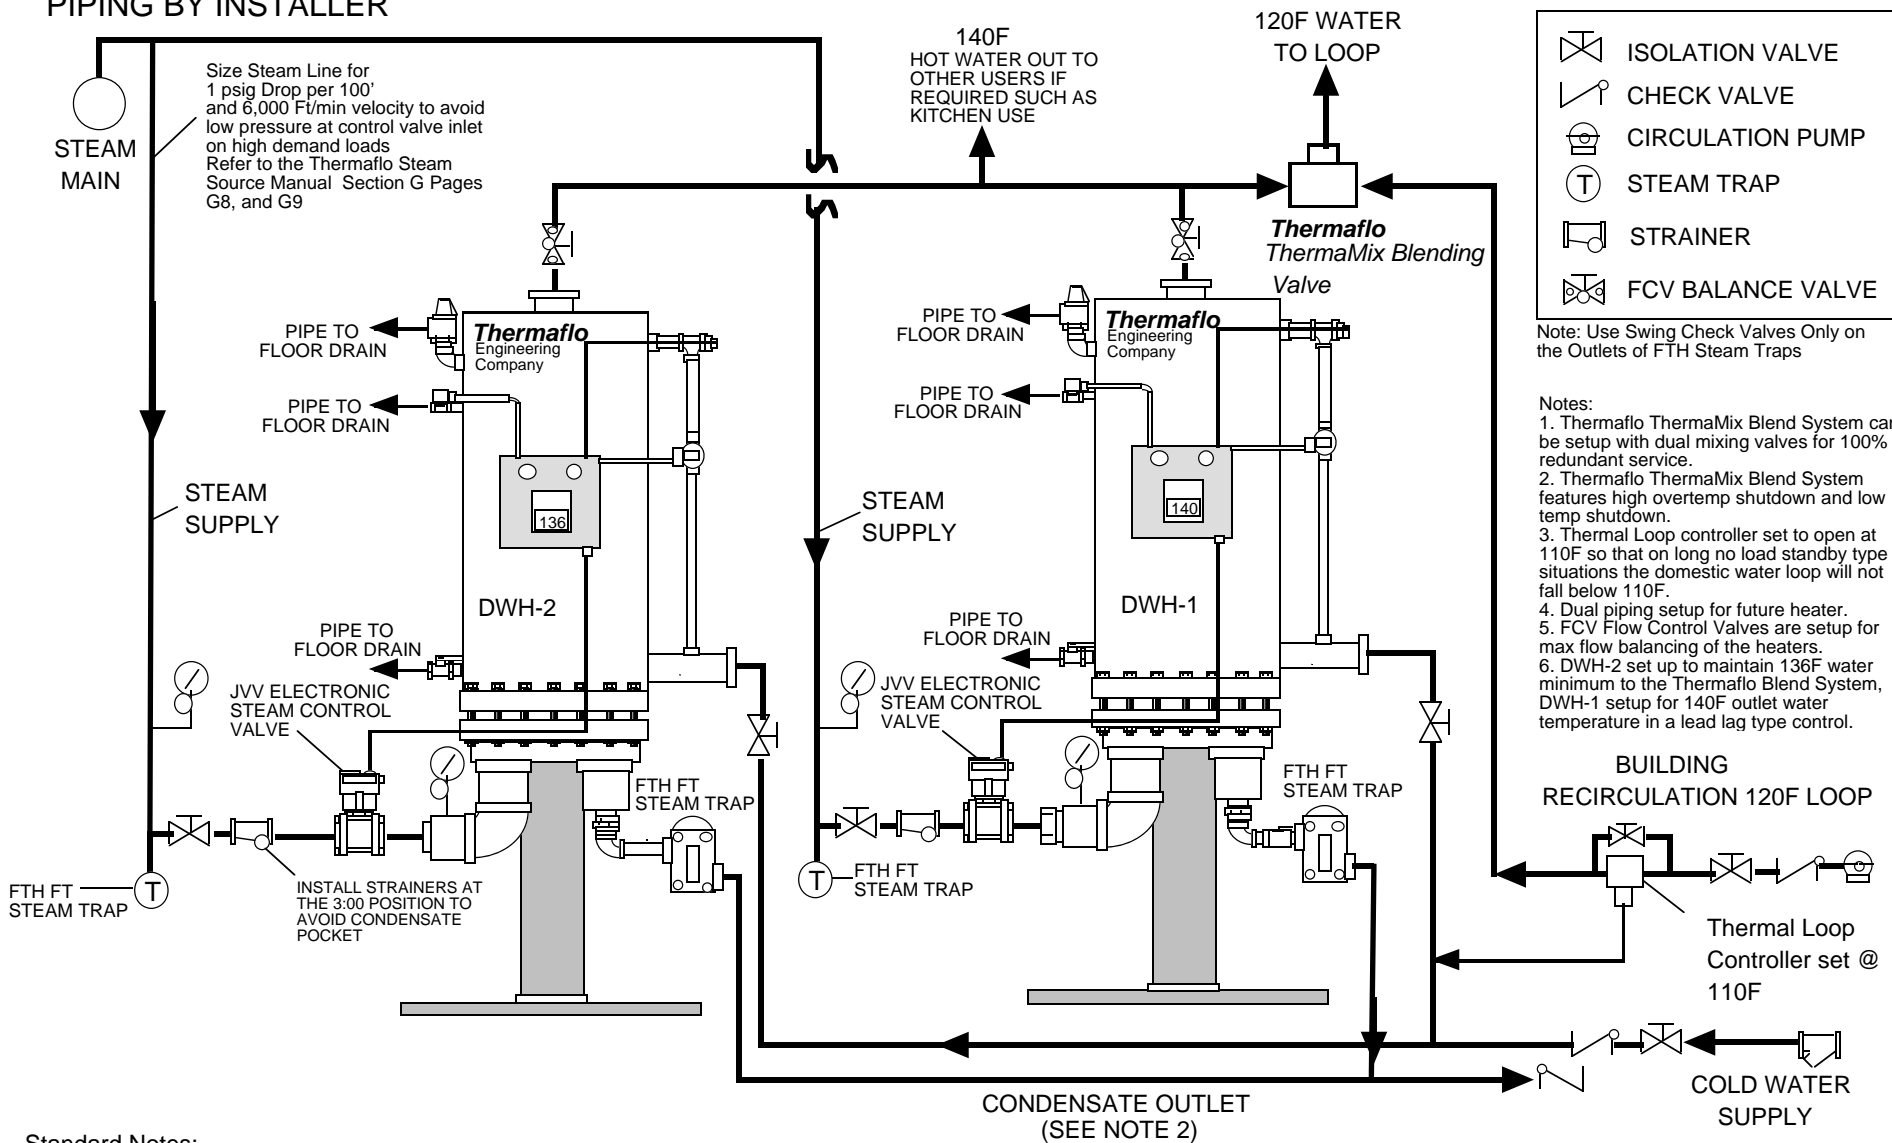 PIPING BY INSTALLER
STEAM
MAIN
Size Steam Line for
1 psig Drop per 100'
and 6,000 Ft/min velocity to avoid
low pressure at control valve inlet
on high demand loads
Refer to the Thermaflo Steam
Source Manual Section G Pages
G8, and G9
140F
HOT WATER OUT TO
OTHER USERS IF
REQUIRED SUCH AS
KITCHEN USE
120F WATER
TO LOOP
Thermaflo
ThermaMix Blending
Valve
ISOLATION VALVE
CHECK VALVE
CIRCULATION PUMP
T STEAM TRAP
STRAINER
FCV BALANCE VALVE
Note: Use Swing Check Valves Only on
the Outlets of FTH Steam Traps
Notes:
1. Thermaflo ThermaMix Blend System can
be setup with dual mixing valves for 100%
redundant service.
2. Thermaflo ThermaMix Blend System
features high overtemp shutdown and low
temp shutdown.
3. Thermal Loop controller set to open at
110F so that on long no load standby type
situations the domestic water loop will not
fall below 110F.
4. Dual piping setup for future heater.
5. FCV Flow Control Valves are setup for
max flow balancing of the heaters.
6. DWH-2 set up to maintain 136F water
minimum to the Thermaflo Blend System,
DWH-1 setup for 140F outlet water
temperature in a lead lag type control.
PIPE TO
FLOOR DRAIN
PIPE TO
FLOOR DRAIN
Thermaflo
Engineering
Company
136
DWH-2
STEAM
SUPPLY
PIPE TO
FLOOR DRAIN
JVV ELECTRONIC
STEAM CONTROL
VALVE
FTH FT
STEAM TRAP
FTH FT
STEAM TRAP
T
INSTALL STRAINERS AT
THE 3:00 POSITION TO
AVOID CONDENSATE
POCKET
PIPE TO
FLOOR DRAIN
PIPE TO
FLOOR DRAIN
Thermaflo
Engineering
Company
140
DWH-1
STEAM
SUPPLY
PIPE TO
FLOOR DRAIN
JVV ELECTRONIC
STEAM CONTROL
VALVE
FTH FT
STEAM TRAP
T
FTH FT
STEAM TRAP
BUILDING
RECIRCULATION 120F LOOP
Thermal Loop
Controller set @
110F
COLD WATER
SUPPLY
CONDENSATE OUTLET
(SEE NOTE 2)
Standard Notes: